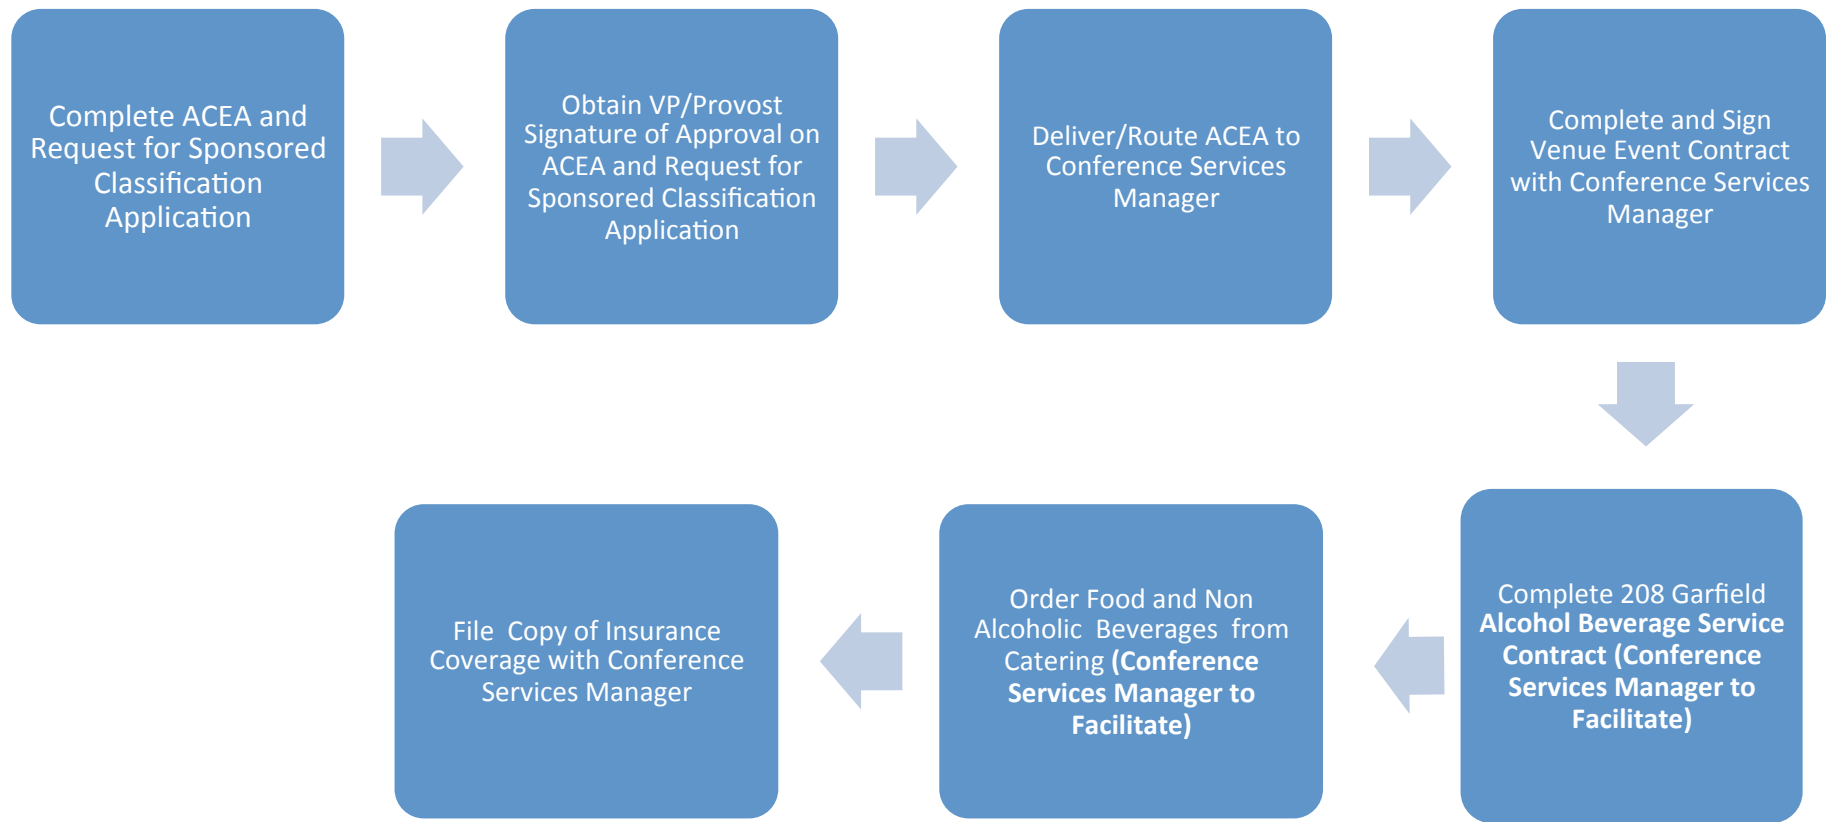 Complete ACEA and
Request for Sponsored
Classification
Application
Obtain VP/Provost
Signature of Approval on
ACEA and Request for
Sponsored Classification
Application
Deliver/Route ACEA to
Conference Services
Manager
Complete and Sign
Venue Event Contract
with Conference Services
Manager
Complete 208 Garfield
Alcohol Beverage Service
Contract (Conference
Services Manager to
Facilitate)
Order Food and Non
Alcoholic Beverages from
Catering (Conference
Services Manager to
Facilitate)
File Copy of Insurance
Coverage with Conference
Services Manager